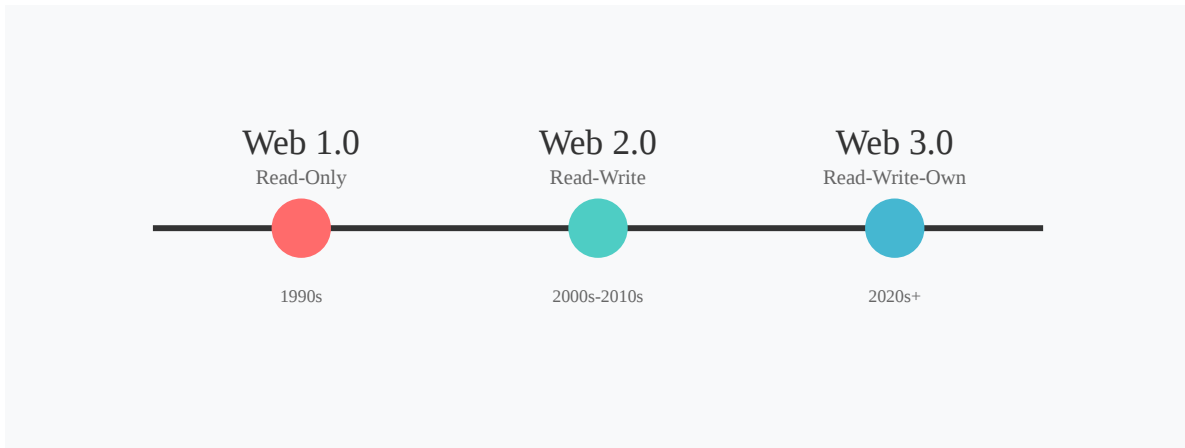 Web 1.0
Read-Only
1990s
Web 2.0
Read-Write
2000s-2010s
Web 3.0
Read-Write-Own
2020s+